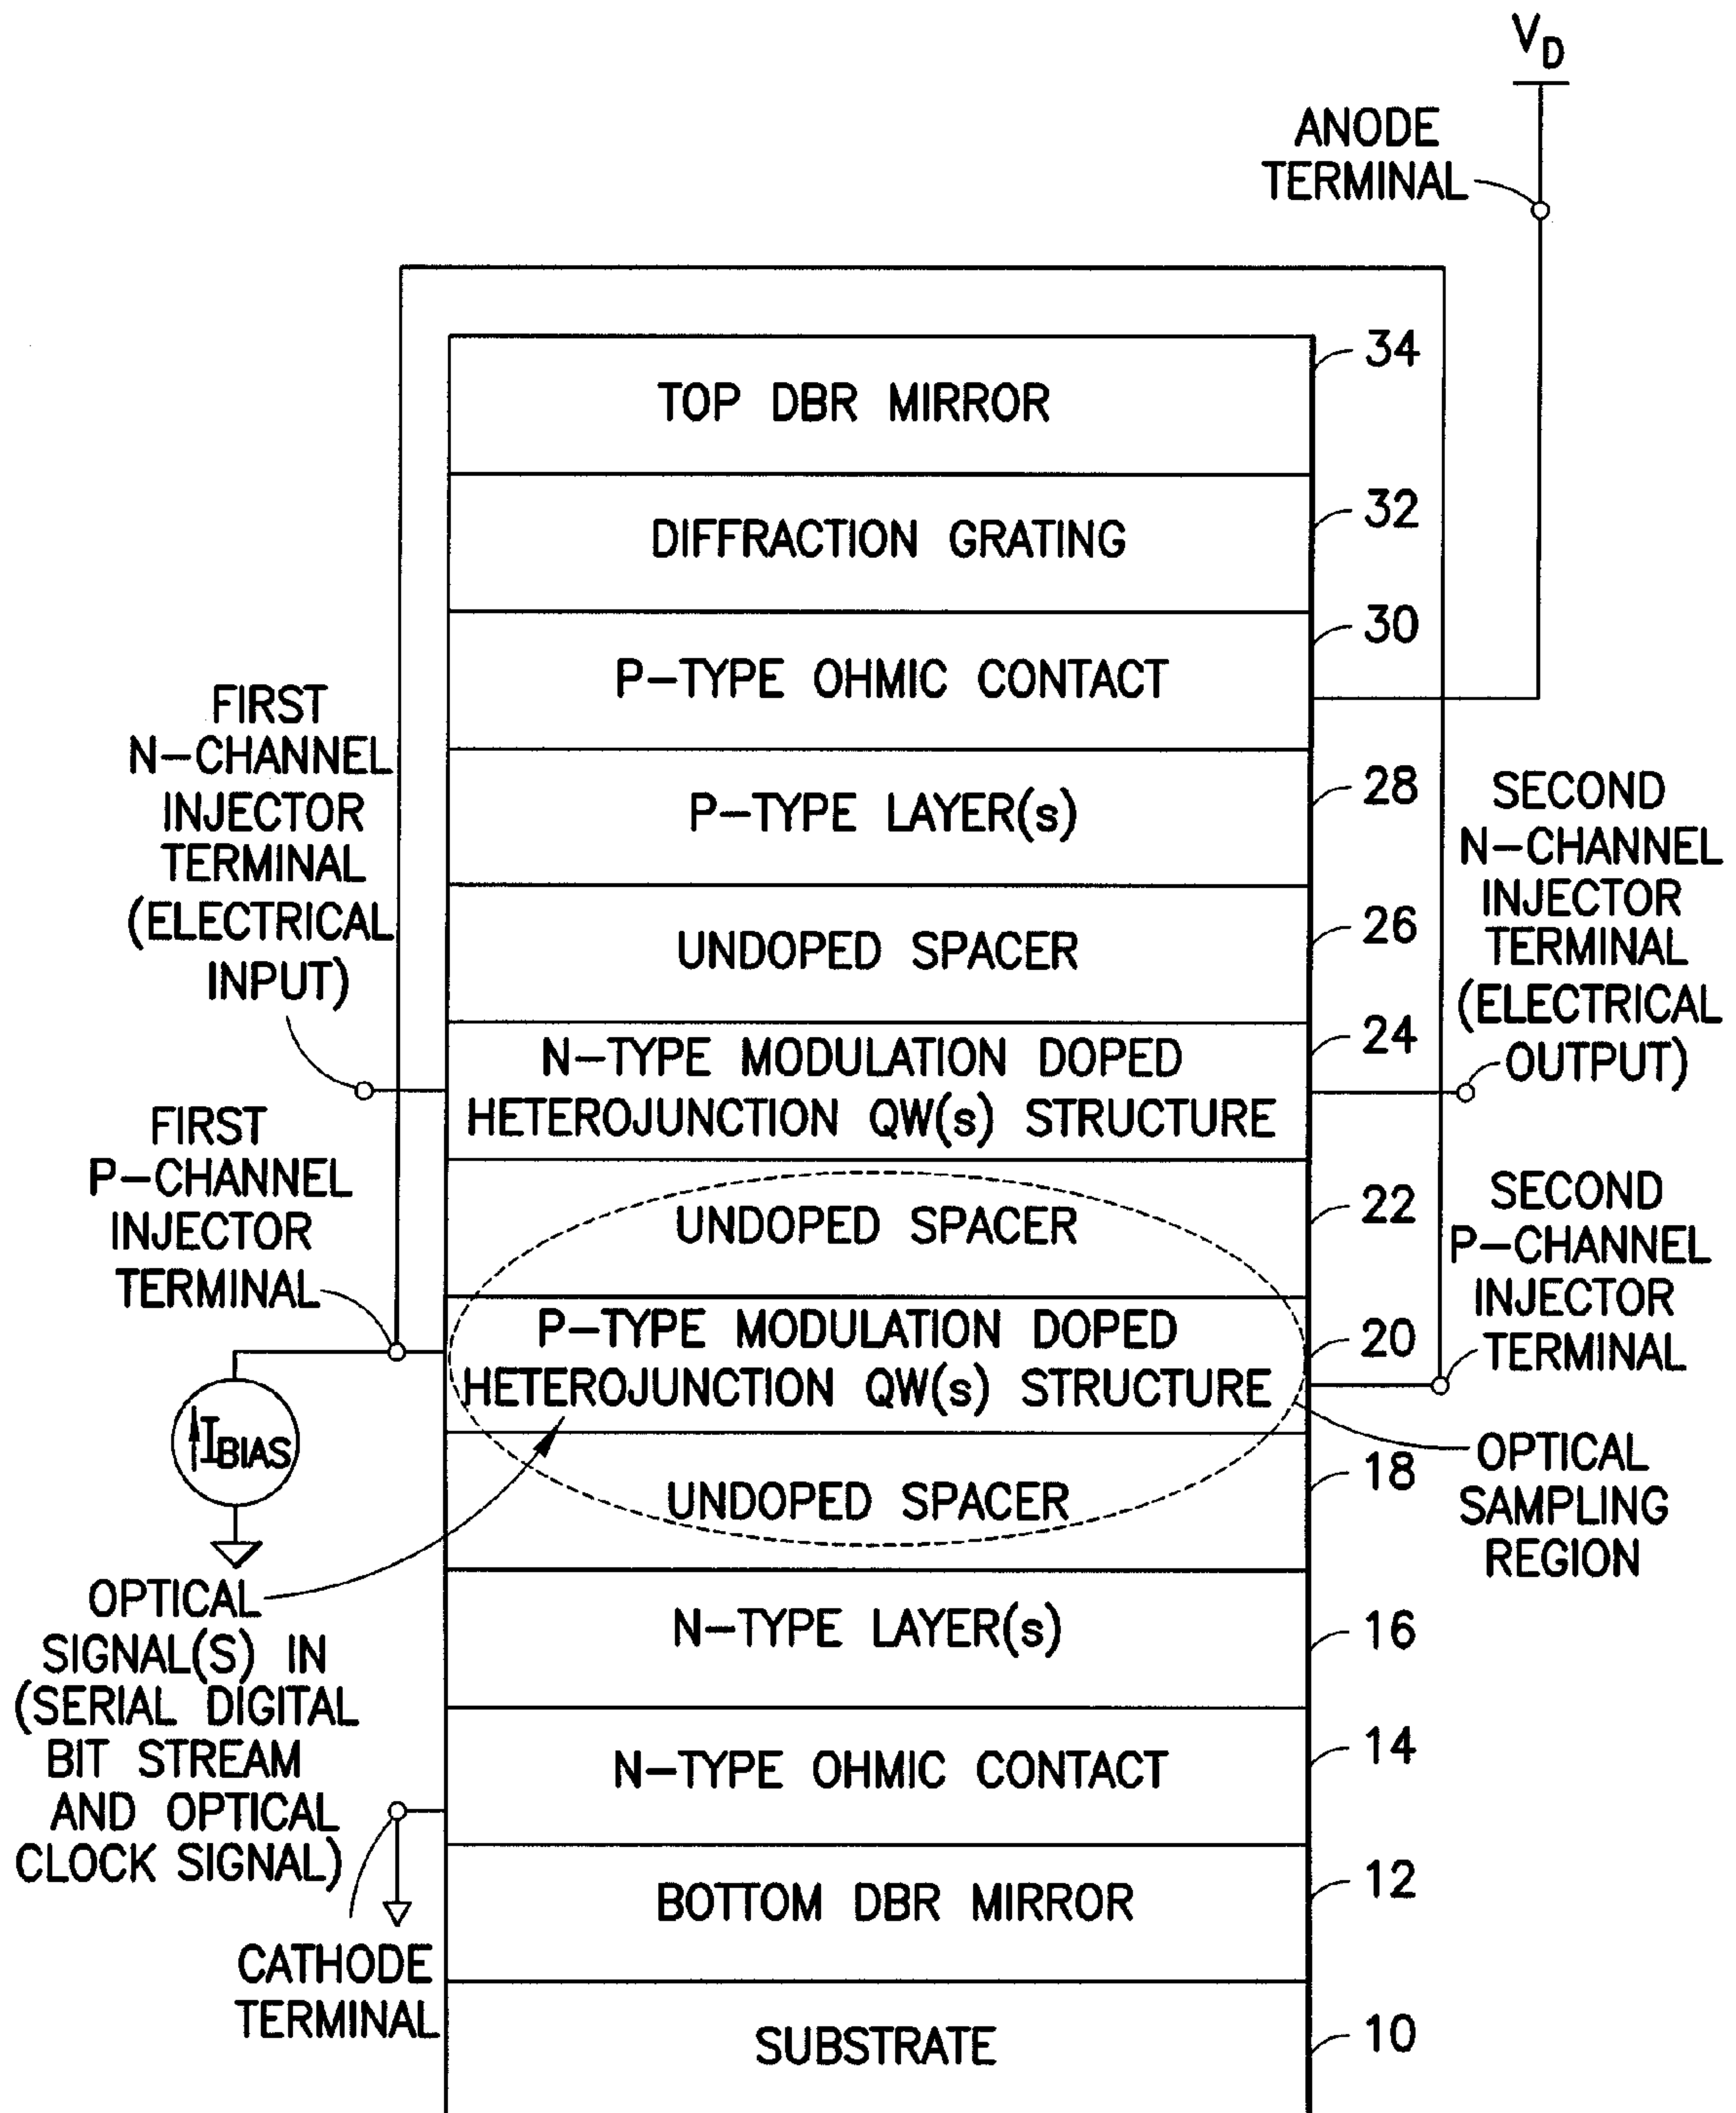 V_D
ANODE
TERMINAL
34
TOP DBR MIRROR
32
DIFFRACTION GRATING
30
P-TYPE OHMIC CONTACT
FIRST
N-CHANNEL
INJECTOR
TERMINAL
(ELECTRICAL
INPUT)
28
P-TYPE LAYER(s)
SECOND
N-CHANNEL
INJECTOR
TERMINAL
(ELECTRICAL
OUTPUT)
26
UNDOPED SPACER
24
N-TYPE MODULATION DOPED
HETEROJUNCTION QW(s) STRUCTURE
FIRST
P-CHANNEL
INJECTOR
TERMINAL
22
UNDOPED SPACER
SECOND
P-CHANNEL
INJECTOR
TERMINAL
20
P-TYPE MODULATION DOPED
HETEROJUNCTION QW(s) STRUCTURE
I_BIAS
18
UNDOPED SPACER
OPTICAL
SAMPLING
REGION
OPTICAL
SIGNAL(S) IN
(SERIAL DIGITAL
BIT STREAM
AND OPTICAL
CLOCK SIGNAL)
16
N-TYPE LAYER(s)
14
N-TYPE OHMIC CONTACT
12
BOTTOM DBR MIRROR
CATHODE
TERMINAL
10
SUBSTRATE